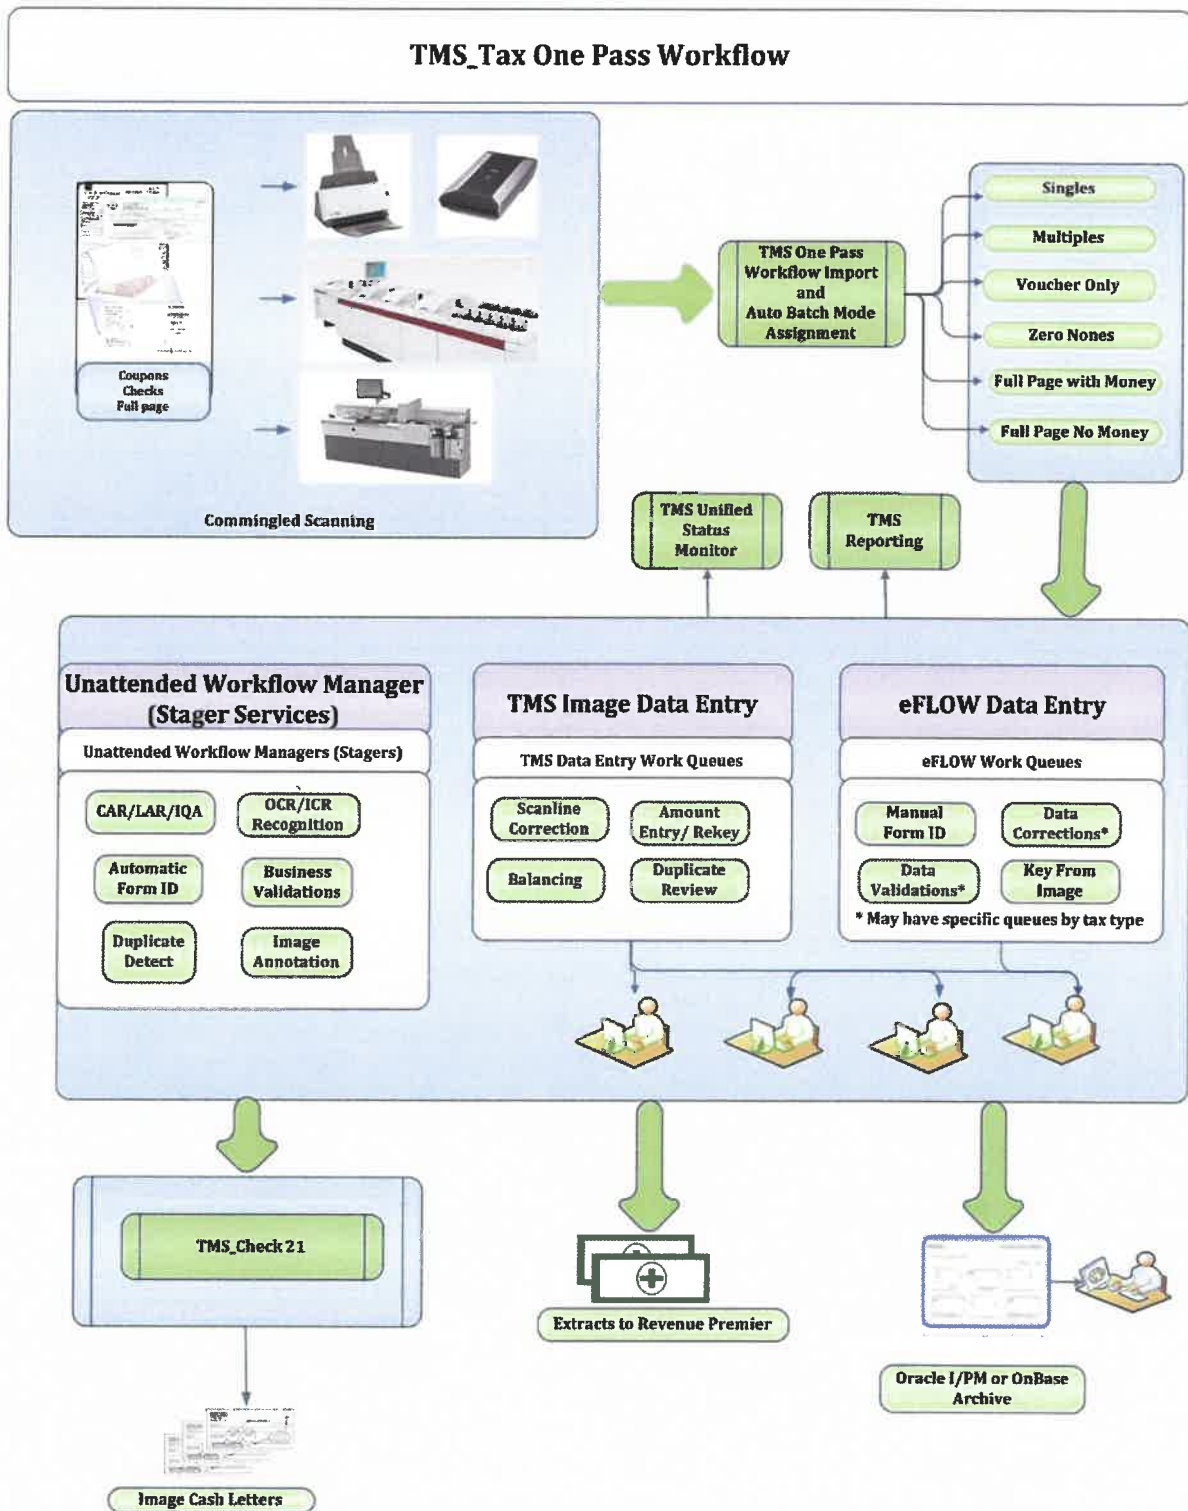 TMS_Tax One Pass Workflow
Coupons
Checks
Full page
Commingled Scanning
TMS One Pass
Workflow Import
and
Auto Batch Mode
Assignment
Singles
Multiples
Voucher Only
Zero Nones
Full Page with Money
Full Page No Money
TMS Unified
Status
Monitor
TMS
Reporting
Unattended Workflow Manager
(Stager Services)
Unattended Workflow Managers (Stagers)
CAR/LAR/IQA
OCR/ICR
Recognition
Automatic
Form ID
Business
Validations
Duplicate
Detect
Image
Annotation
TMS Image Data Entry
TMS Data Entry Work Queues
Scanline
Correction
Amount
Entry/ Rekey
Balancing
Duplicate
Review
eFLOW Data Entry
eFLOW Work Queues
Manual
Form ID
Data
Corrections*
Data
Validations*
Key From
Image
* May have specific queues by tax type
TMS_Check 21
Image Cash Letters
Extracts to Revenue Premier
Oracle I/PM or OnBase
Archive